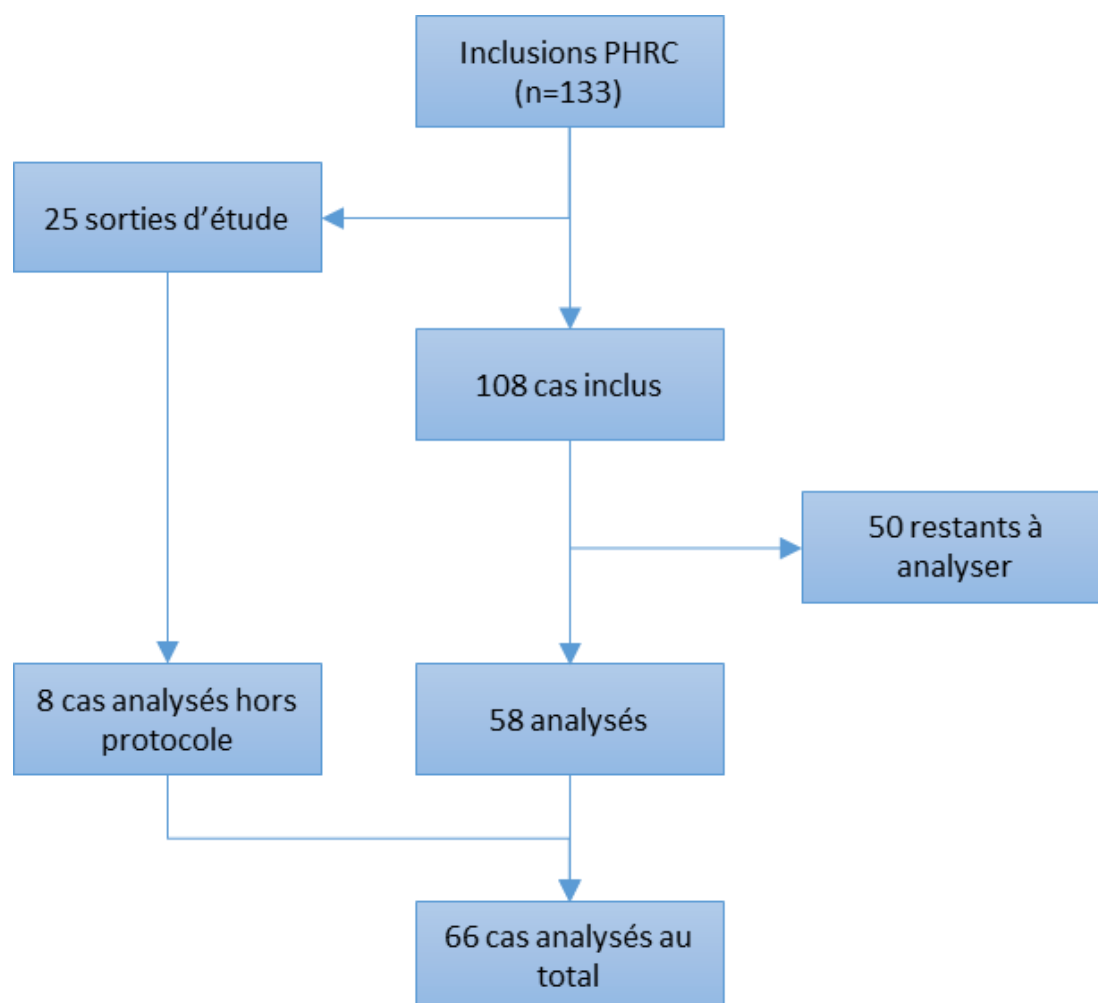 Inclusions PHRC
(n=133)
25 sorties d’étude
108 cas inclus
50 restants à
analyser
8 cas analysés hors
protocole
58 analysés
66 cas analysés au
total